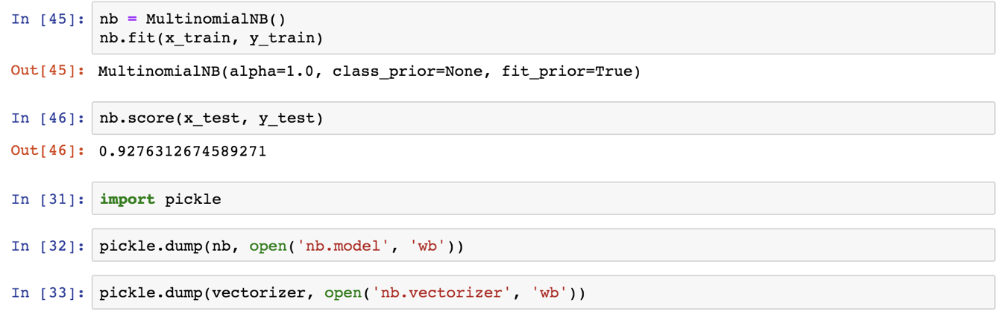 In [45]: nb = MultinomialNB()
nb.fit(x_train, y_train)
Out[45]: MultinomialNB(alpha=1.0, class_prior=None, fit_prior=True)
In [46]: nb.score(x_test, y_test)
Out[46]: 0.9276312674589271
In [31]: import pickle
In [32]: pickle.dump(nb, open('nb.model', 'wb'))
In [33]: pickle.dump(vectorizer, open('nb.vectorizer', 'wb'))